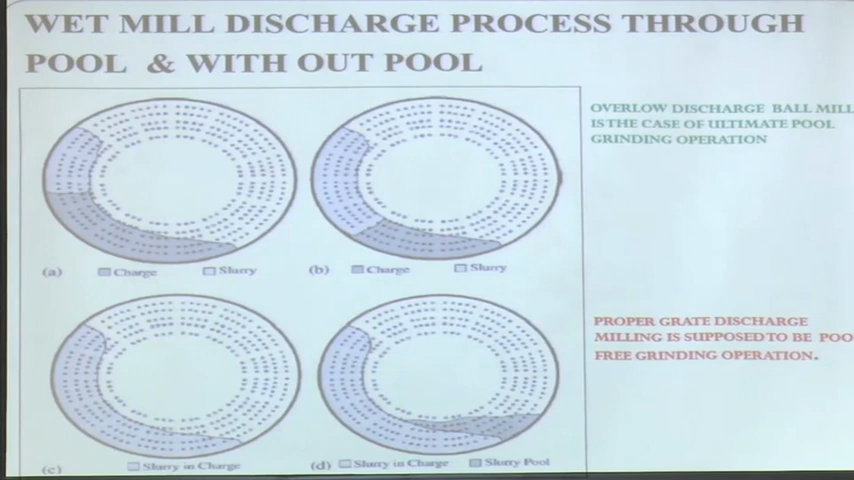 WET MILL DISCHARGE PROCESS THROUGH
POOL & WITH OUT POOL
OVERLOW DISCHARGE BALL MILL
IS THE CASE OF ULTIMATE POOL
GRINDING OPERATION
(a) Charge Slurry
(b) Charge Slurry
PROPER GRATE DISCHARGE
MILLING IS SUPPOSED TO BE POO
FREE GRINDING OPERATION.
(c) Slurry in Charge
(d) Slurry in Charge Slurry Pool